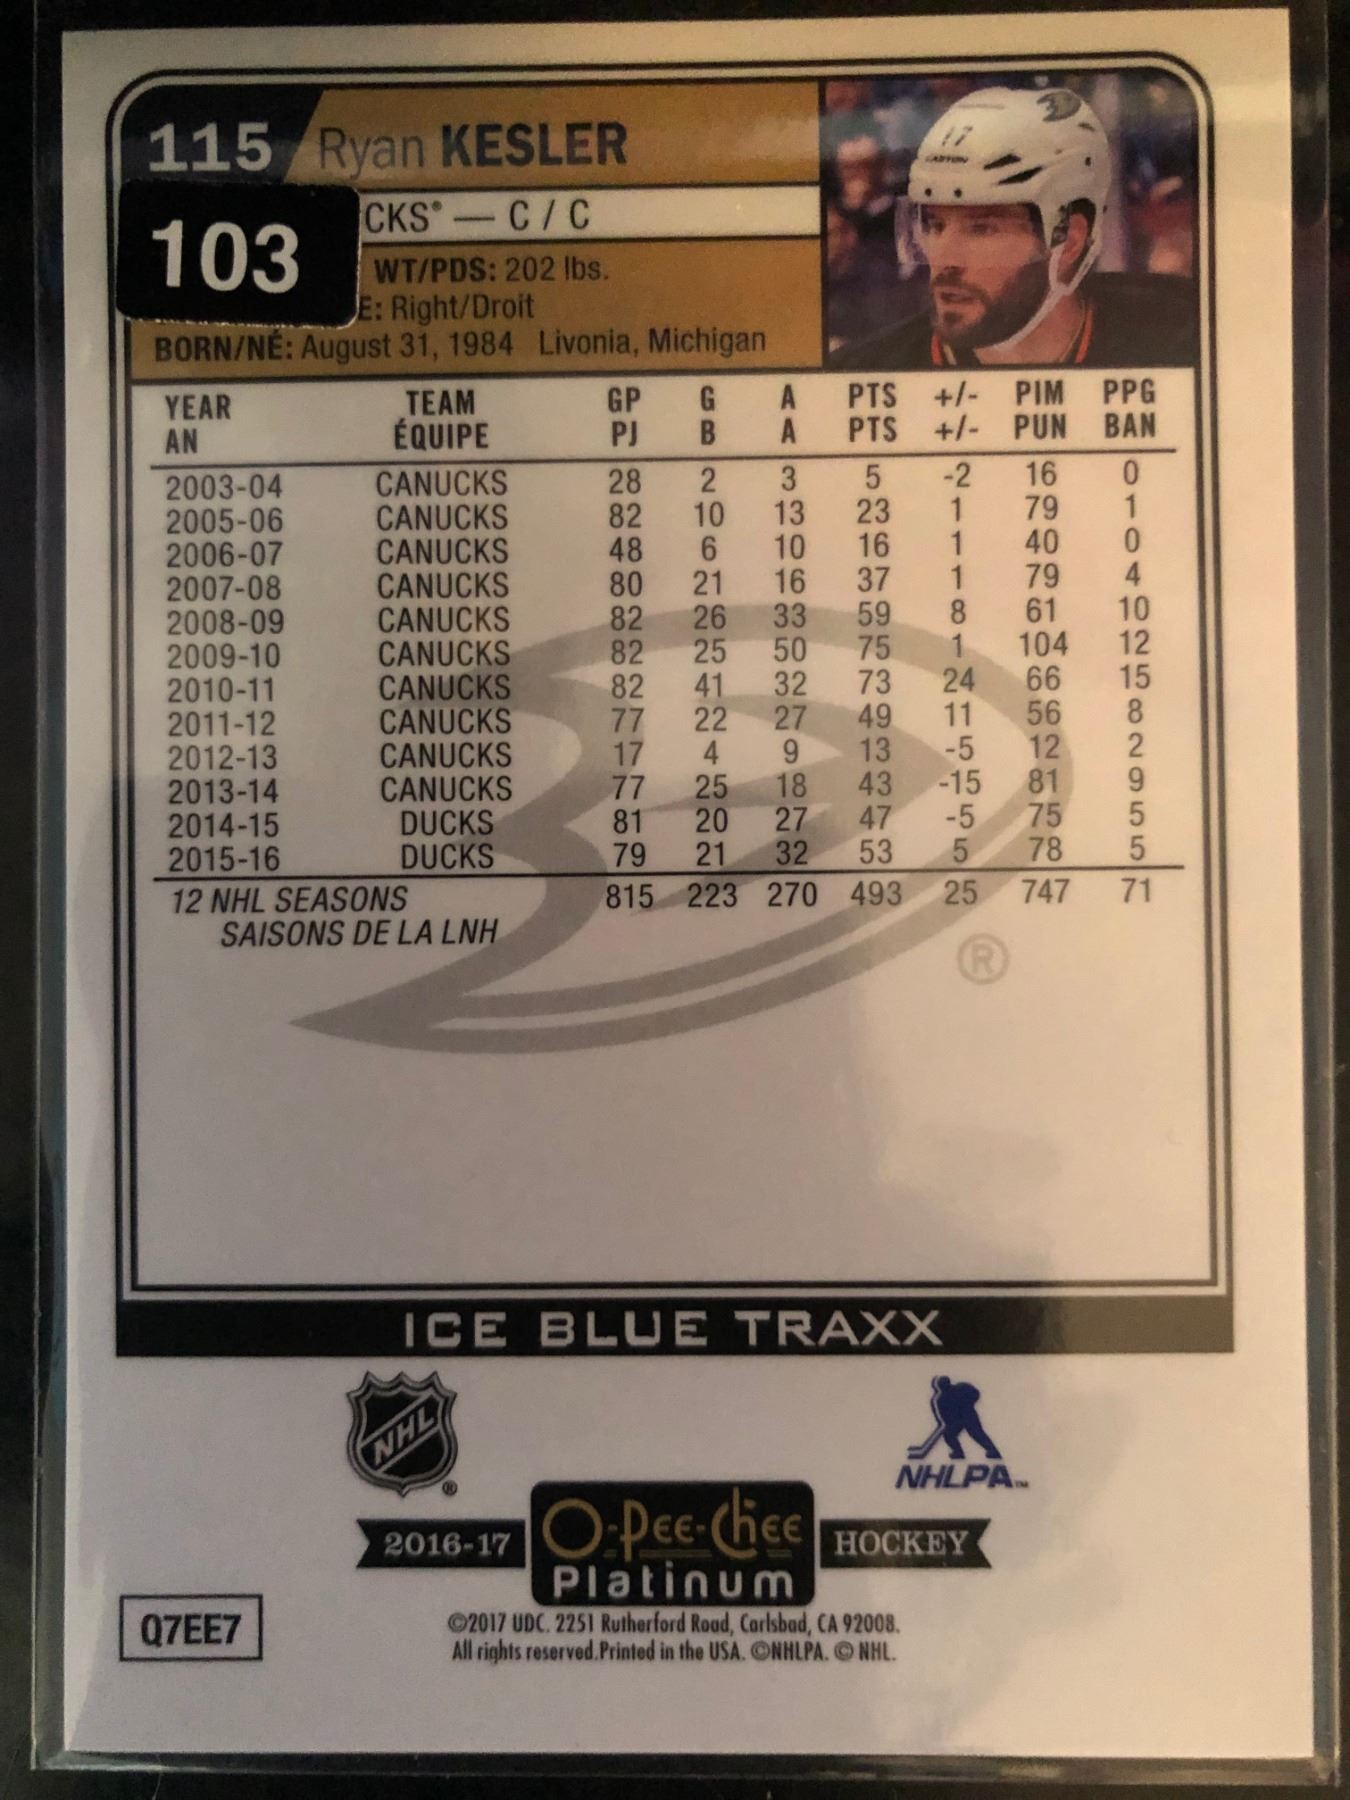 115 Ryan KESLER
103
CKS® — C / C
WT/PDS: 202 lbs.
E: Right/Droit
BORN/NÉ: August 31, 1984 Livonia, Michigan
17
EASTON
YEAR TEAM GP G A PTS +/- PIM PPG
AN ÉQUIPE PJ B A PTS +/- PUN BAN
2003-04 CANUCKS 28 2 3 5 -2 16 0
2005-06 CANUCKS 82 10 13 23 1 79 1
2006-07 CANUCKS 48 6 10 16 1 40 0
2007-08 CANUCKS 80 21 16 37 1 79 4
2008-09 CANUCKS 82 26 33 59 8 61 10
2009-10 CANUCKS 82 25 50 75 1 104 12
2010-11 CANUCKS 82 41 32 73 24 66 15
2011-12 CANUCKS 77 22 27 49 11 56 8
2012-13 CANUCKS 17 4 9 13 -5 12 2
2013-14 CANUCKS 77 25 18 43 -15 81 9
2014-15 DUCKS 81 20 27 47 -5 75 5
2015-16 DUCKS 79 21 32 53 5 78 5
12 NHL SEASONS 815 223 270 493 25 747 71
SAISONS DE LA LNH
®
ICE BLUE TRAXX
NHL ®
NHLPA™
2016-17 O-Pee-Chee HOCKEY
Platinum
Q7EE7
©2017 UDC. 2251 Rutherford Road, Carlsbad, CA 92008.
All rights reserved.Printed in the USA. ©NHLPA. © NHL.